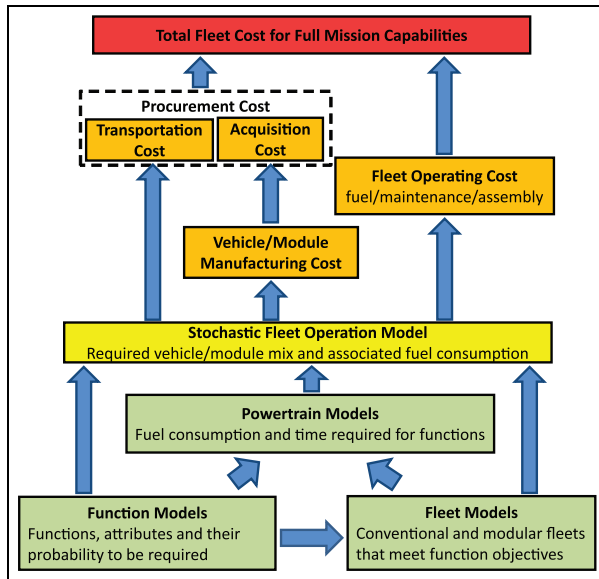 Total Fleet Cost for Full Mission Capabilities
Procurement Cost
Transportation
Cost
Acquisition
Cost
Fleet Operating Cost
fuel/maintenance/assembly
Vehicle/Module
Manufacturing Cost
Stochastic Fleet Operation Model
Required vehicle/module mix and associated fuel consumption
Powertrain Models
Fuel consumption and time required for functions
Function Models
Functions, attributes and their
probability to be required
Fleet Models
Conventional and modular fleets
that meet function objectives